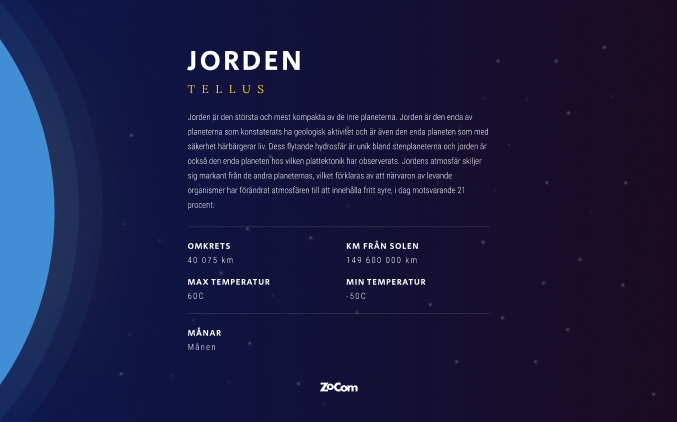 JORDEN
TELLUS
Jorden är den största och mest kompakta av de inre planeterna. Jorden är den enda av
planeterna som konstaterats ha geologisk aktivitet och är även den enda planeten som med
säkerhet härbärgerar liv. Dess flytande hydrosfär är unik bland stenplaneterna och jorden är
också den enda planeten hos vilken plattektonik har observerats. Jordens atmosfär skiljer
sig markant från de andra planeternas, vilket förklaras av att närvaron av levande
organismer har förändrat atmosfären till att innehålla fritt syre, i dag motsvarande 21
procent.
OMKRETS KM FRÅN SOLEN
40 075 km 149 600 000 km
MAX TEMPERATUR MIN TEMPERATUR
60C -50C
MÅNAR
Månen
ZoCom